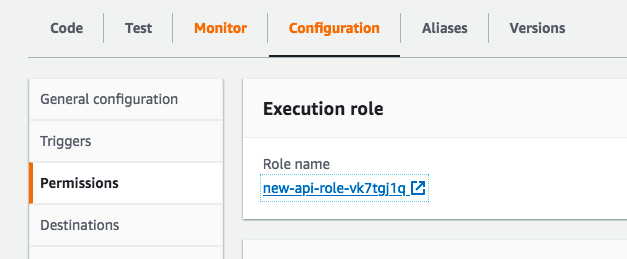 Code Test Monitor Configuration Aliases Versions
General configuration
Triggers
Permissions
Destinations
Execution role
Role name
new-api-role-vk7tgj1q